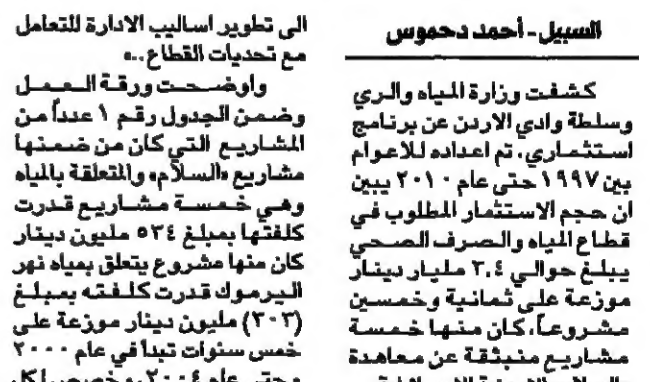 السبيل - أحمد دحموس
كشفت وزارة المياه والري
وسلطة وادي الاردن عن برنامج
استثماري، تم اعداده للاعوام
بين ١٩٩٧ حتى عام ٢٠١٠ يبين
ان حجم الاستثمار المطلوب في
قطاع المياه والصرف الصحي
يبلغ حوالي ٣,٤ مليار دينار
موزعة على ثمانية وخمسين
مشروعاً، كان منها خمسة
مشاريع منبثقة عن معاهدة
الى تطوير اساليب الادارة للتعامل
مع تحديات القطاع ..»
واوضحت ورقة العمل
وضمن الجدول رقم ١ عدداً من
المشاريع التي كان من ضمنها
مشاريع «السلام» والمتعلقة بالمياه
وهي خمسة مشاريع قدرت
كلفتها بمبلغ ٥٣٤ مليون دينار
كان منها مشروع يتعلق بمياه نهر
اليرموك قدرت كلفته بمبلغ
(٣٠٣) مليون دينار موزعة على
خمس سنوات تبدأ في عام ٢٠٠٠
وحتى عام ٢٠٠٤